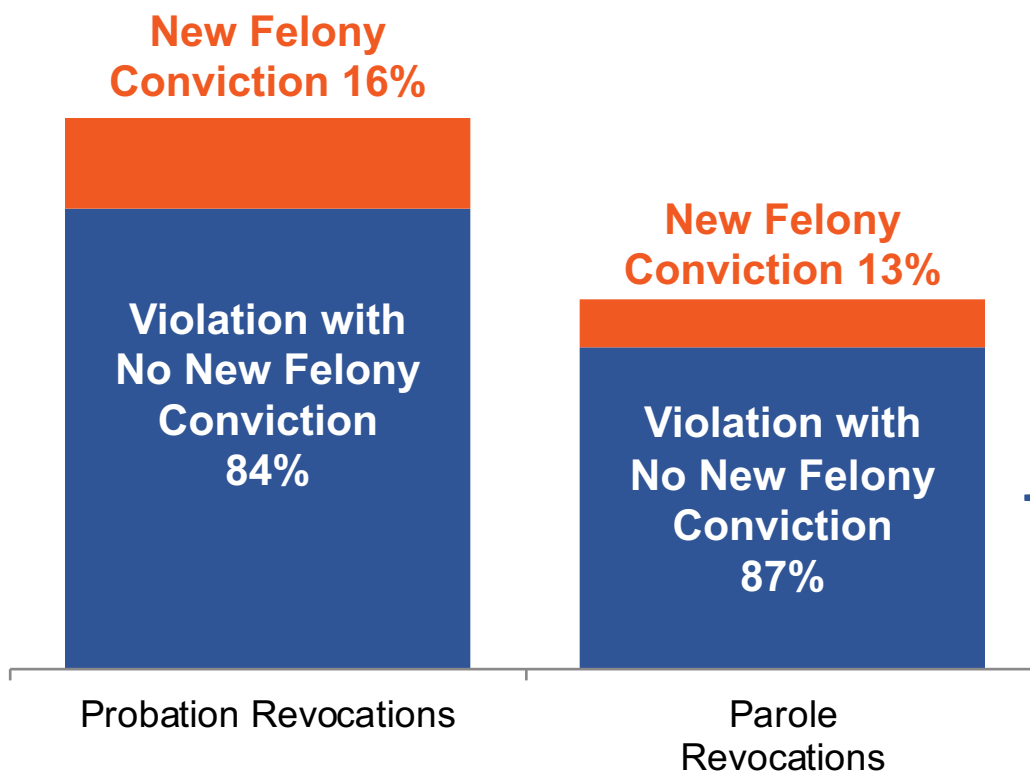 New Felony
Conviction 16%
Violation with
No New Felony
Conviction
84%
New Felony
Conviction 13%
Violation with
No New Felony
Conviction
87%
Probation Revocations
Parole
Revocations